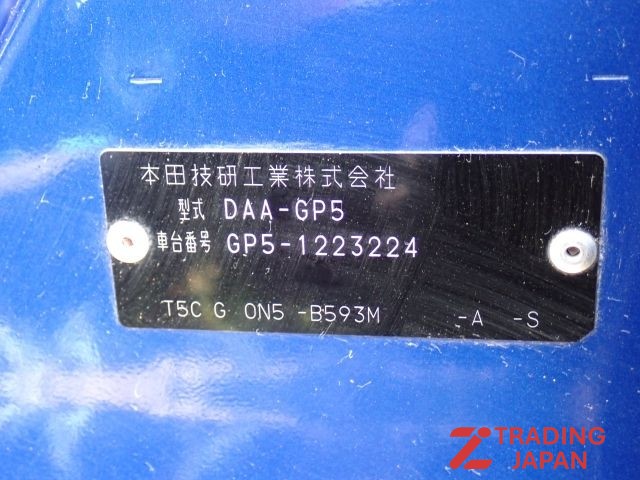 本田技研工業株式会社
型式 DAA-GP5
車台番号 GP5-1223224
T5C G ON5 -B593M -A -S
TRADING
JAPAN